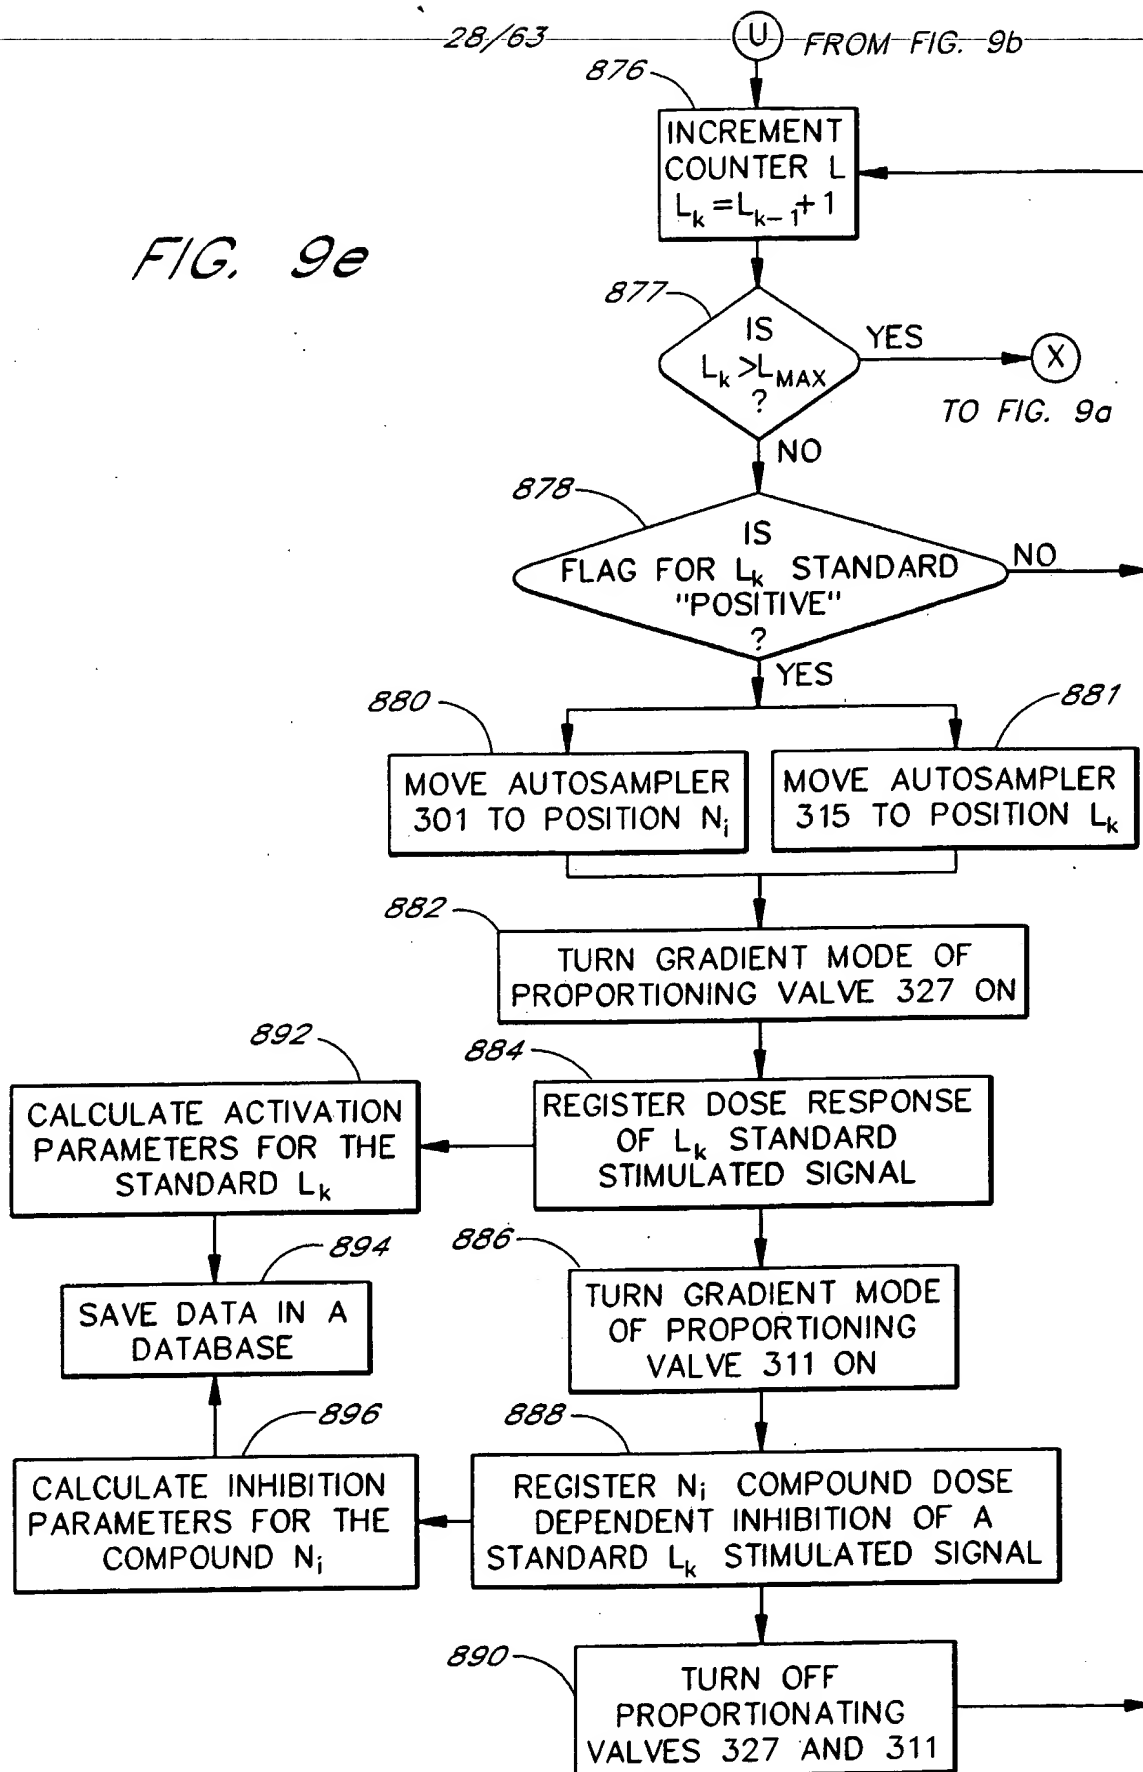 28/63
U FROM FIG. 9b
876
INCREMENT
COUNTER L
L_k = L_{k-1} + 1
FIG. 9e
877
IS
L_k > L_MAX
?
YES
X
TO FIG. 9a
NO
878
IS
FLAG FOR L_k STANDARD
"POSITIVE"
?
NO
YES
880
881
MOVE AUTOSAMPLER
301 TO POSITION N_i
MOVE AUTOSAMPLER
315 TO POSITION L_k
882
TURN GRADIENT MODE OF
PROPORTIONING VALVE 327 ON
892
884
CALCULATE ACTIVATION
PARAMETERS FOR THE
STANDARD L_k
REGISTER DOSE RESPONSE
OF L_k STANDARD
STIMULATED SIGNAL
894
886
SAVE DATA IN A
DATABASE
TURN GRADIENT MODE
OF PROPORTIONING
VALVE 311 ON
896
888
CALCULATE INHIBITION
PARAMETERS FOR THE
COMPOUND N_i
REGISTER N_i COMPOUND DOSE
DEPENDENT INHIBITION OF A
STANDARD L_k STIMULATED SIGNAL
890
TURN OFF
PROPORTIONATING
VALVES 327 AND 311